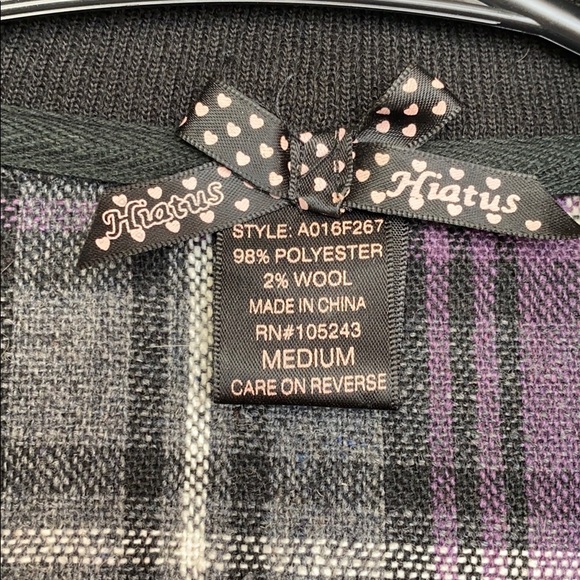 Hiatus
Hiatus
STYLE: A016F267
98% POLYESTER
2% WOOL
MADE IN CHINA
RN#105243
MEDIUM
CARE ON REVERSE